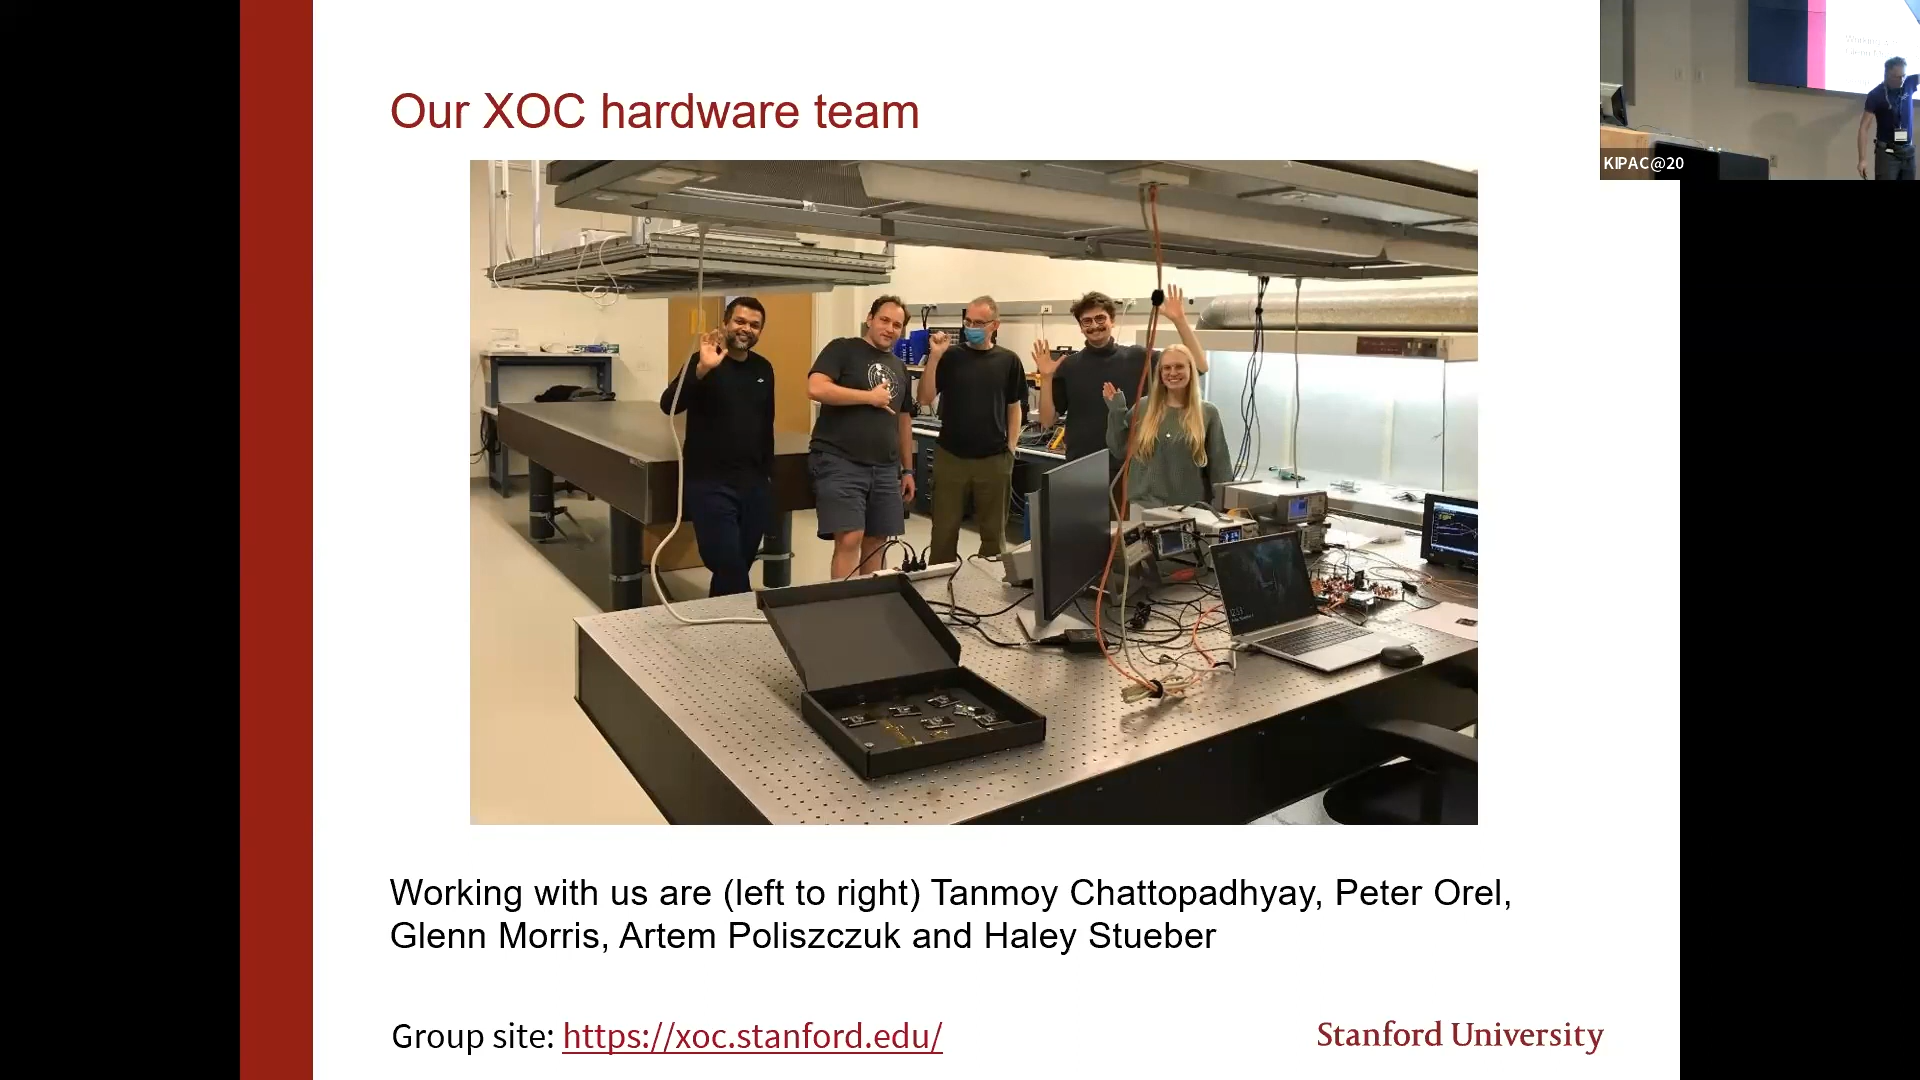 Our XOC hardware team
KIPAC@20
Working with us are (left to right) Tanmoy Chattopadhyay, Peter Orel,
Glenn Morris, Artem Poliszczuk and Haley Stueber
Group site: https://xoc.stanford.edu/
Stanford University